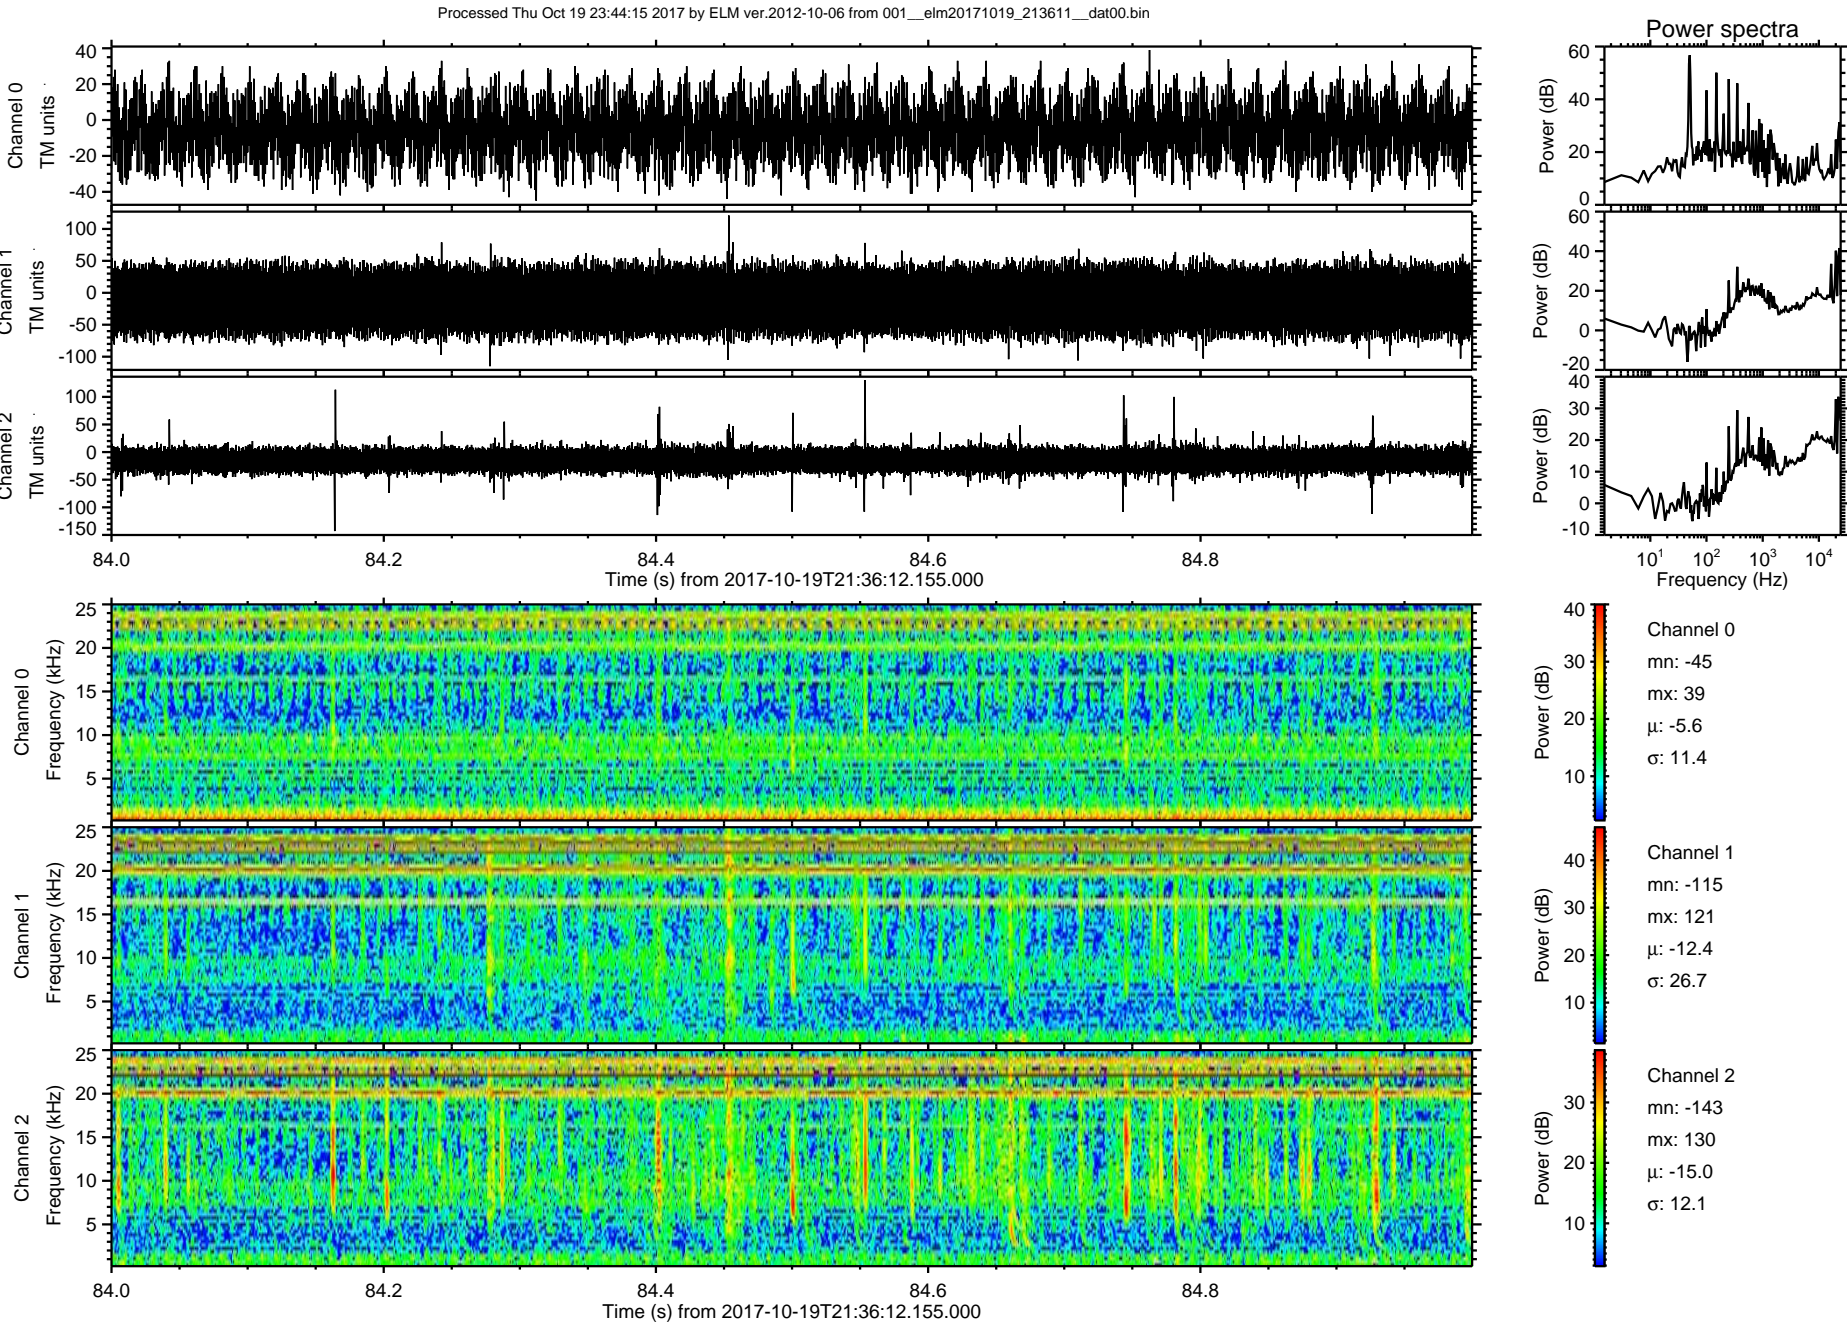 Processed Thu Oct 19 23:44:15 2017 by ELM ver.2012-10-06 from 001__elm20171019_213611__dat00.bin
Power spectra
Channel 0
TM units
40
20
0
-20
-40
Power (dB)
60
40
20
0
Channel 1
TM units
100
50
0
-50
-100
Power (dB)
60
40
20
0
-20
Channel 2
TM units
100
50
0
-50
-100
-150
Power (dB)
40
30
20
10
0
-10
84.0 84.2 84.4 84.6 84.8
Time (s) from 2017-10-19T21:36:12.155.000
10¹ 10² 10³ 10⁴
Frequency (Hz)
Channel 0
Frequency (kHz)
25
20
15
10
5
Power (dB)
40
30
20
10
Channel 0
mn: -45
mx: 39
μ: -5.6
σ: 11.4
Channel 1
Frequency (kHz)
25
20
15
10
5
Power (dB)
40
30
20
10
Channel 1
mn: -115
mx: 121
μ: -12.4
σ: 26.7
Channel 2
Frequency (kHz)
25
20
15
10
5
Power (dB)
30
20
10
Channel 2
mn: -143
mx: 130
μ: -15.0
σ: 12.1
84.0 84.2 84.4 84.6 84.8
Time (s) from 2017-10-19T21:36:12.155.000